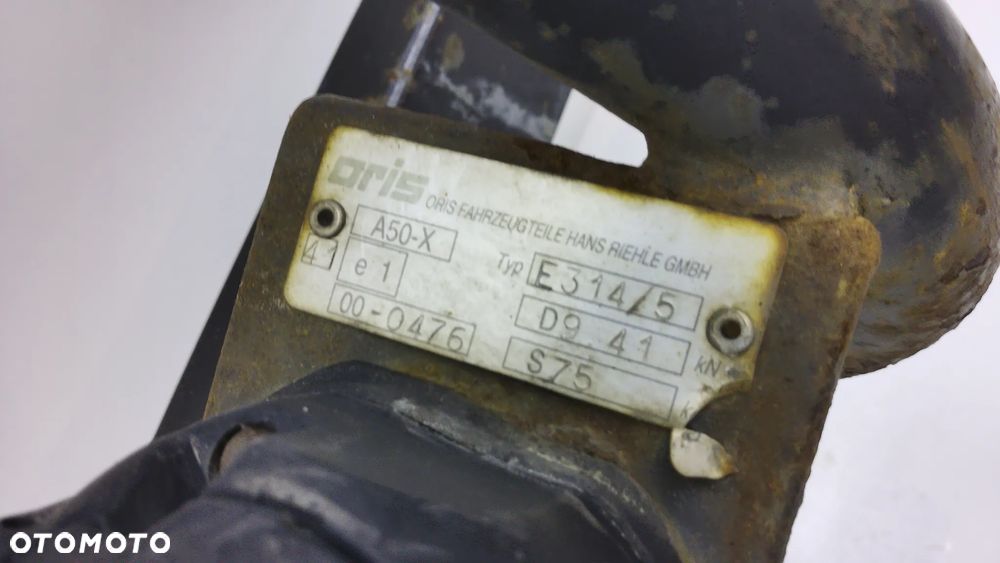 oris
ORIS FAHRZEUGTEILE HANS RIEHLE GMBH
A50-X
Typ E314/5
41 e1
D9.41 kN
00-0476
S75
OTOMOTO